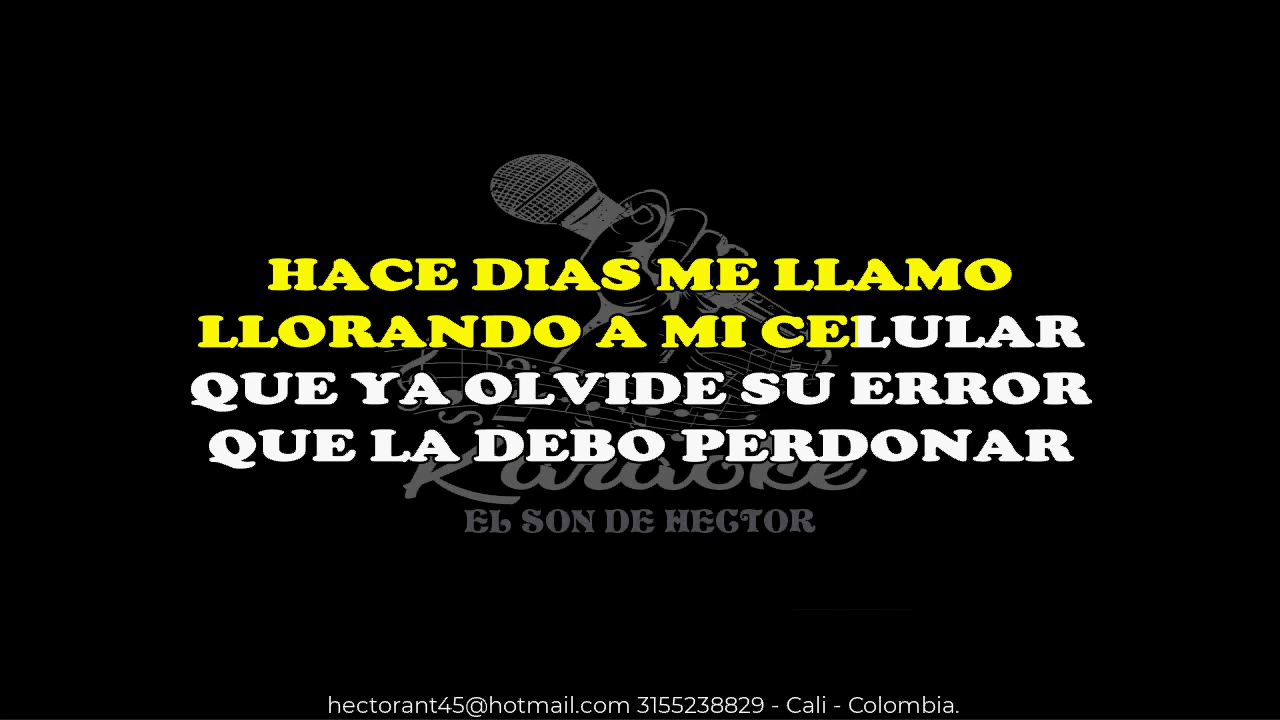 HACE DIAS ME LLAMO
LLORANDO A MI CELULAR
QUE YA OLVIDE SU ERROR
QUE LA DEBO PERDONAR
Karaoke
EL SON DE HECTOR
hectorant45@hotmail.com 3155238829 - Cali - Colombia.